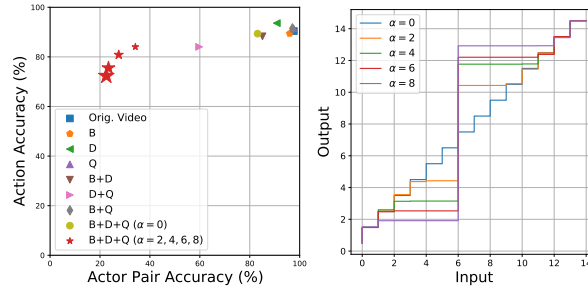 100
80
60
40
20
0
0
20
40
60
80
100
Action Accuracy (%)
Actor Pair Accuracy (%)
Orig. Video
B
D
Q
B+D
D+Q
B+Q
B+D+Q (α=0)
B+D+Q (α=2, 4, 6, 8)
14
12
10
8
6
4
2
0
0
2
4
6
8
10
12
14
Output
Input
α = 0
α = 2
α = 4
α = 6
α = 8